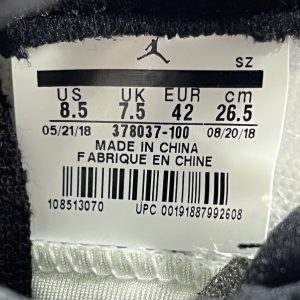 SZ
US UK EUR cm
8.5 7.5 42 26.5
05/21/18 378037-100 08/20/18
MADE IN CHINA
FABRIQUE EN CHINE
108513070 UPC 00191887992608